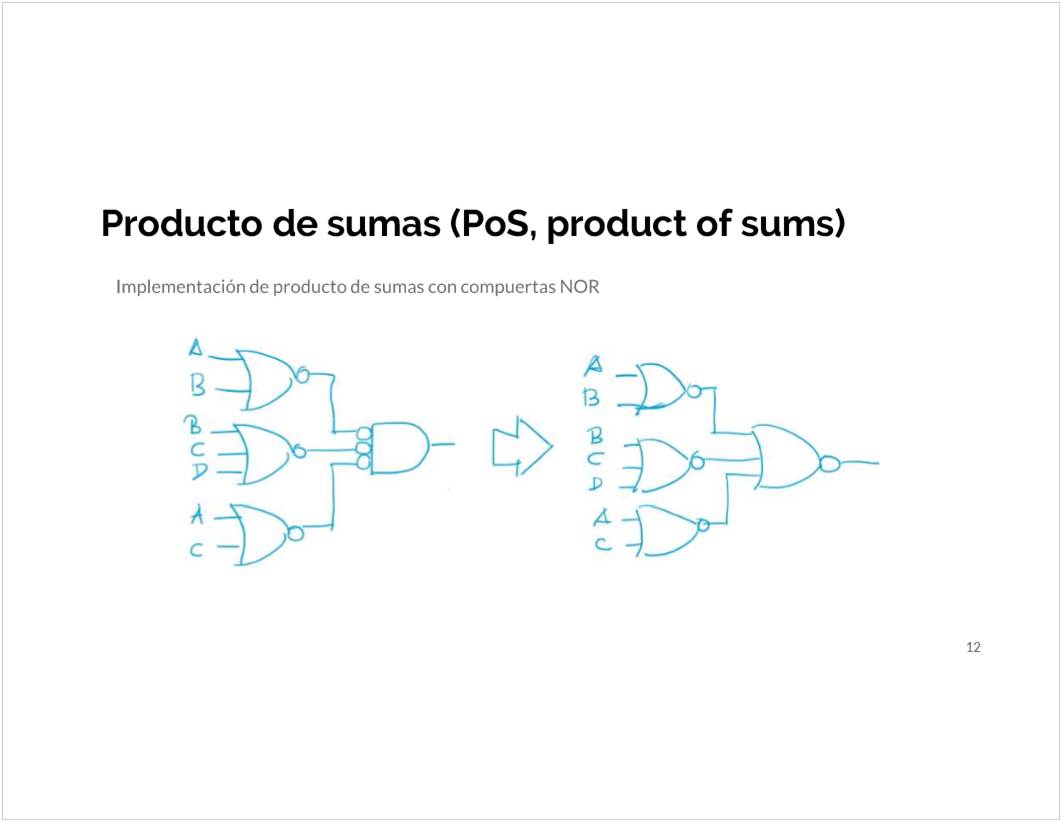 Producto de sumas (PoS, product of sums)
Implementación de producto de sumas con compuertas NOR
A
B
B
C
D
A
C
A
B
B
C
D
A
C
12